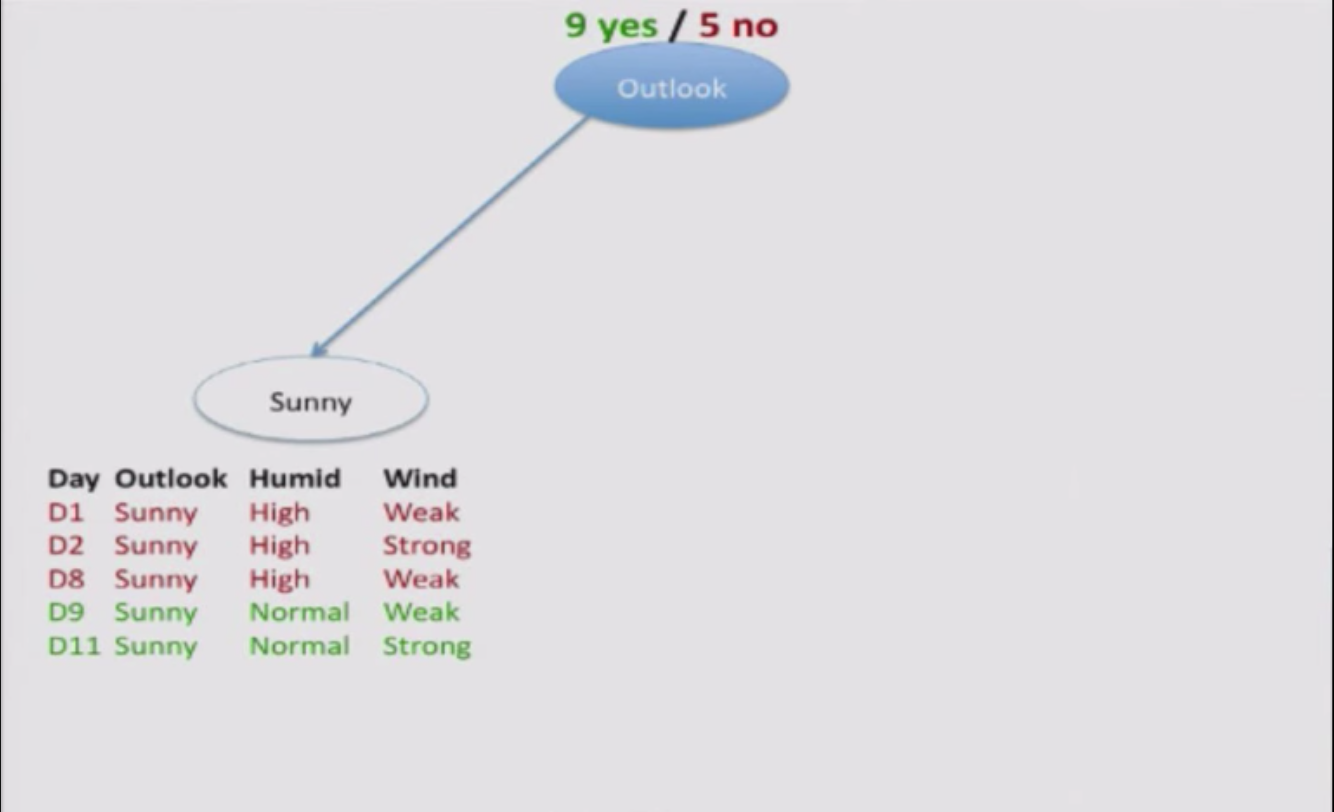 9 yes / 5 no
Outlook
Sunny
Day Outlook Humid Wind
D1 Sunny High Weak
D2 Sunny High Strong
D8 Sunny High Weak
D9 Sunny Normal Weak
D11 Sunny Normal Strong